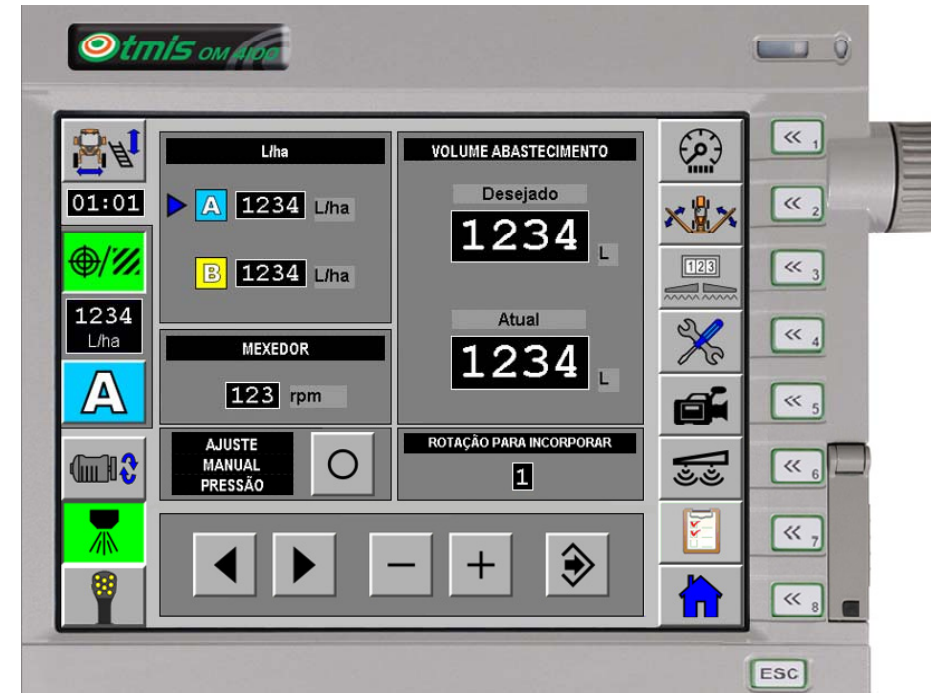 Otmis OM 4100
01:01
1234
L/ha
A
L/ha
A 1234 L/ha
B 1234 L/ha
MEXEDOR
123 rpm
AJUSTE
MANUAL
PRESSÃO
VOLUME ABASTECIMENTO
Desejado
1234 L
Atual
1234 L
ROTAÇÃO PARA INCORPORAR
1
123
<< 1
<< 2
<< 3
<< 4
<< 5
<< 6
<< 7
<< 8
ESC